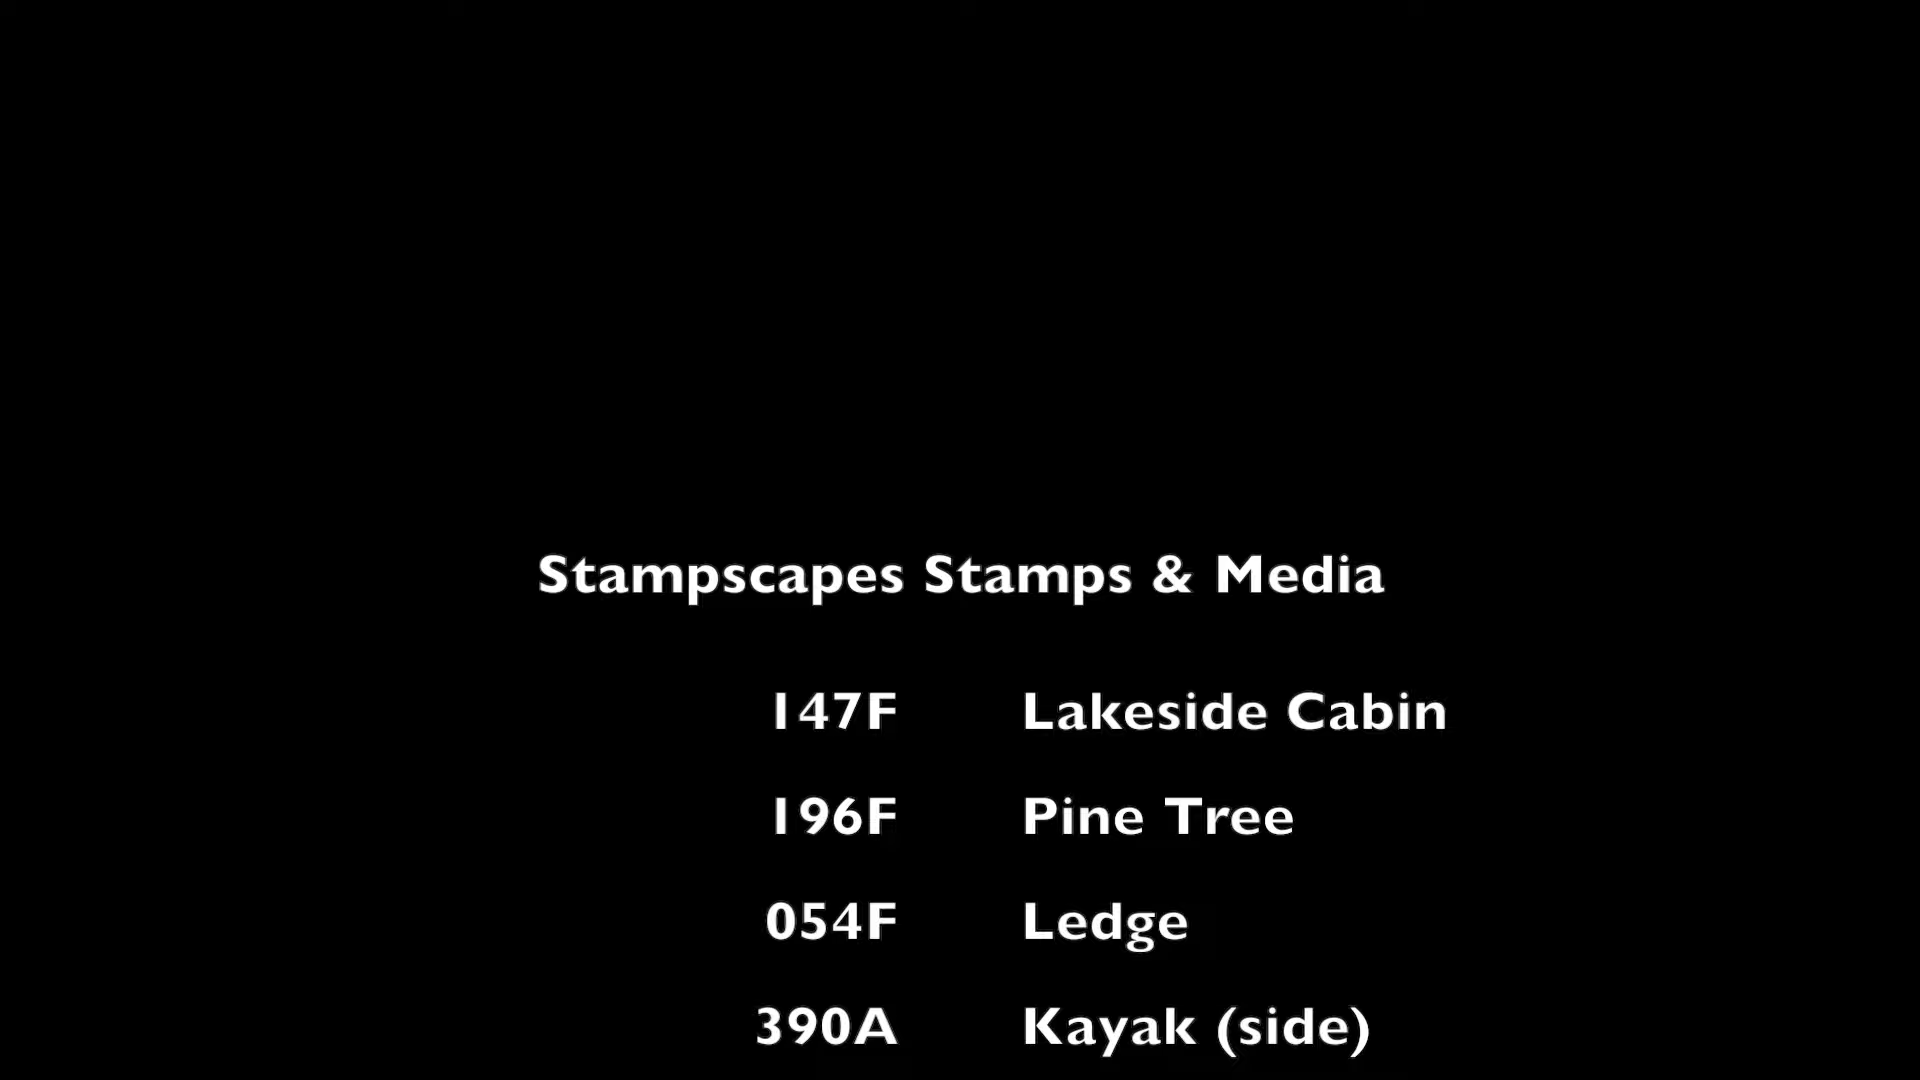 Stampscapes Stamps & Media
147F Lakeside Cabin
196F Pine Tree
054F Ledge
390A Kayak (side)